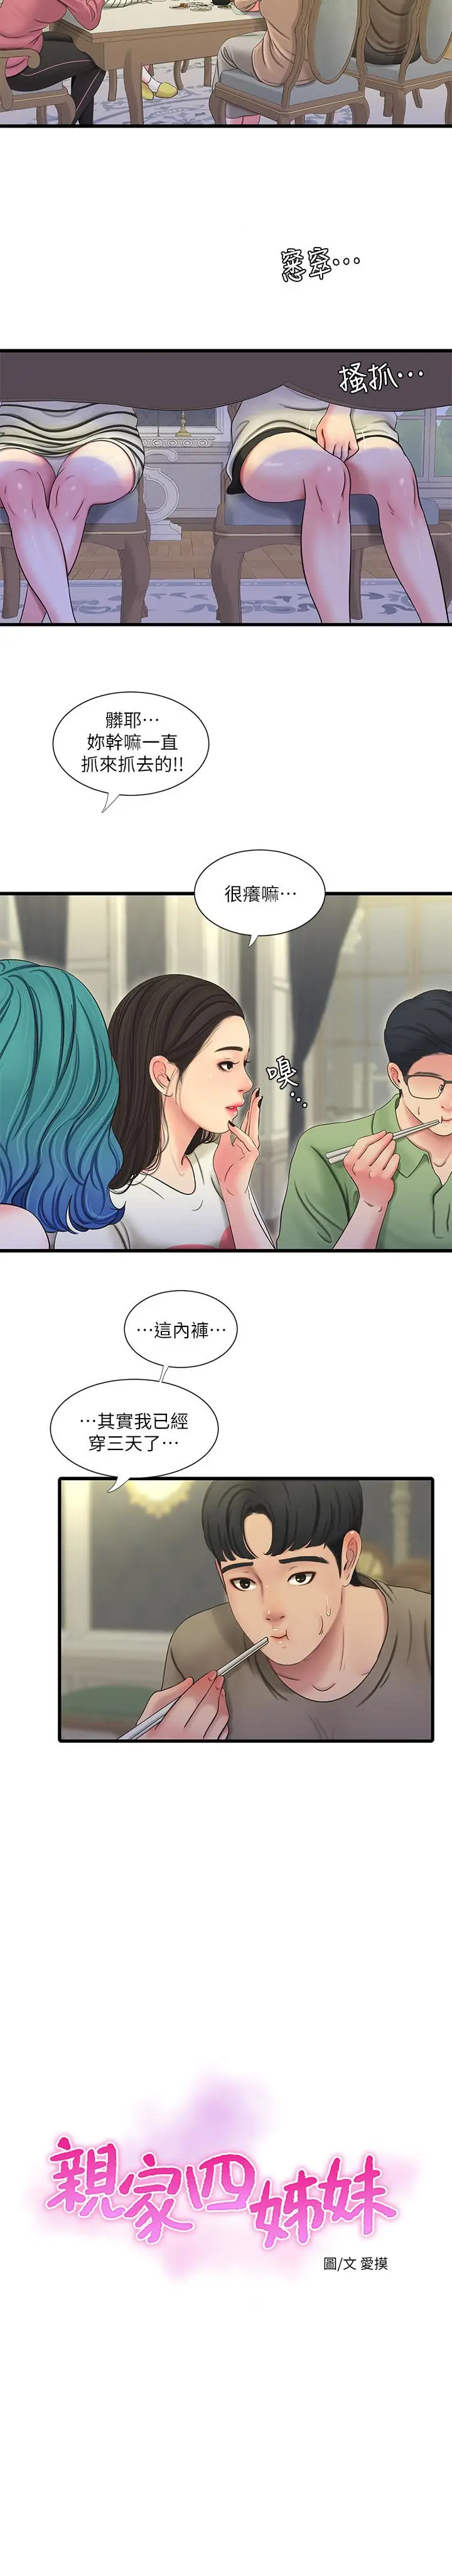 窸窣⋯
搔抓⋯
髒耶⋯
妳幹嘛一直
抓來抓去的!!
很癢嘛⋯
嗅⋯
⋯這內褲⋯
⋯其實我已經
穿三天了⋯
親家四姊妹
圖/文 愛摸